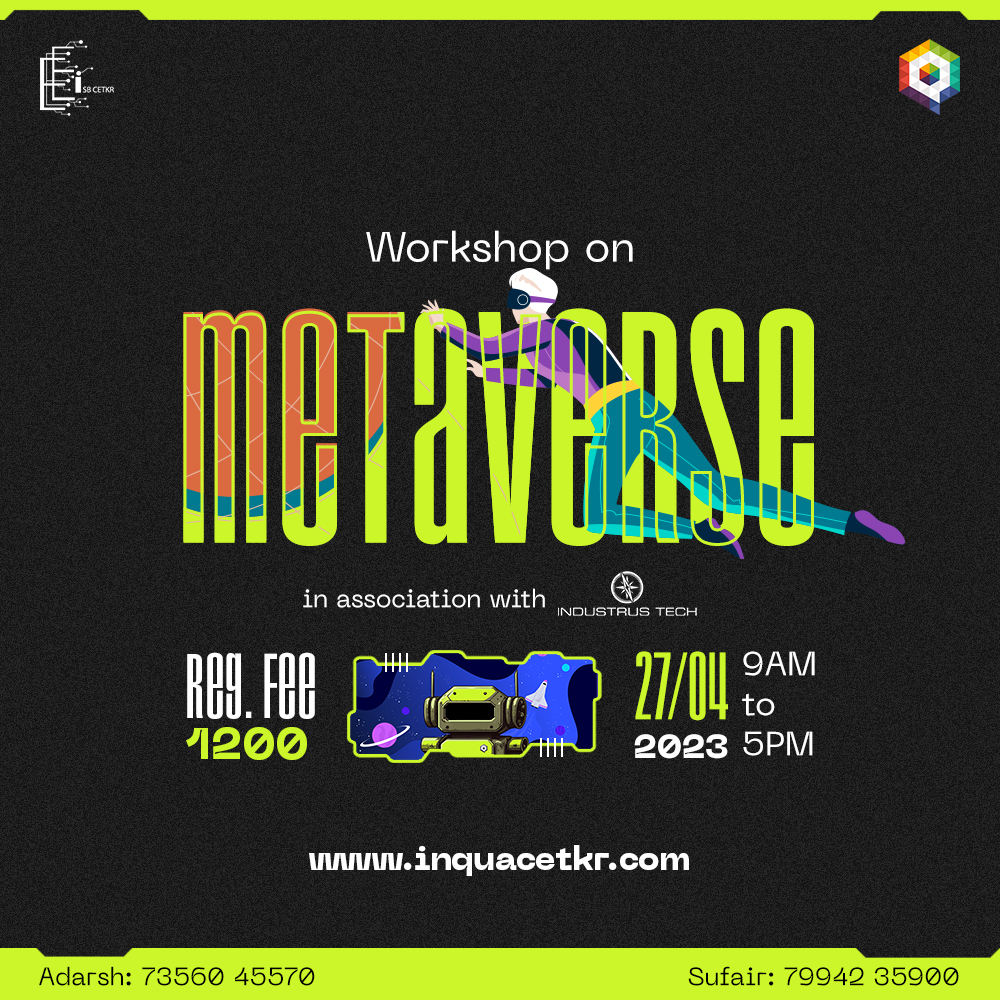 SB CETKR
Workshop on
METAVERSE
in association with
INDUSTRUS TECH
Reg. Fee
1200
27/04
2023
9AM
to
5PM
www.inquacetkr.com
Adarsh: 73560 45570
Sufair: 79942 35900